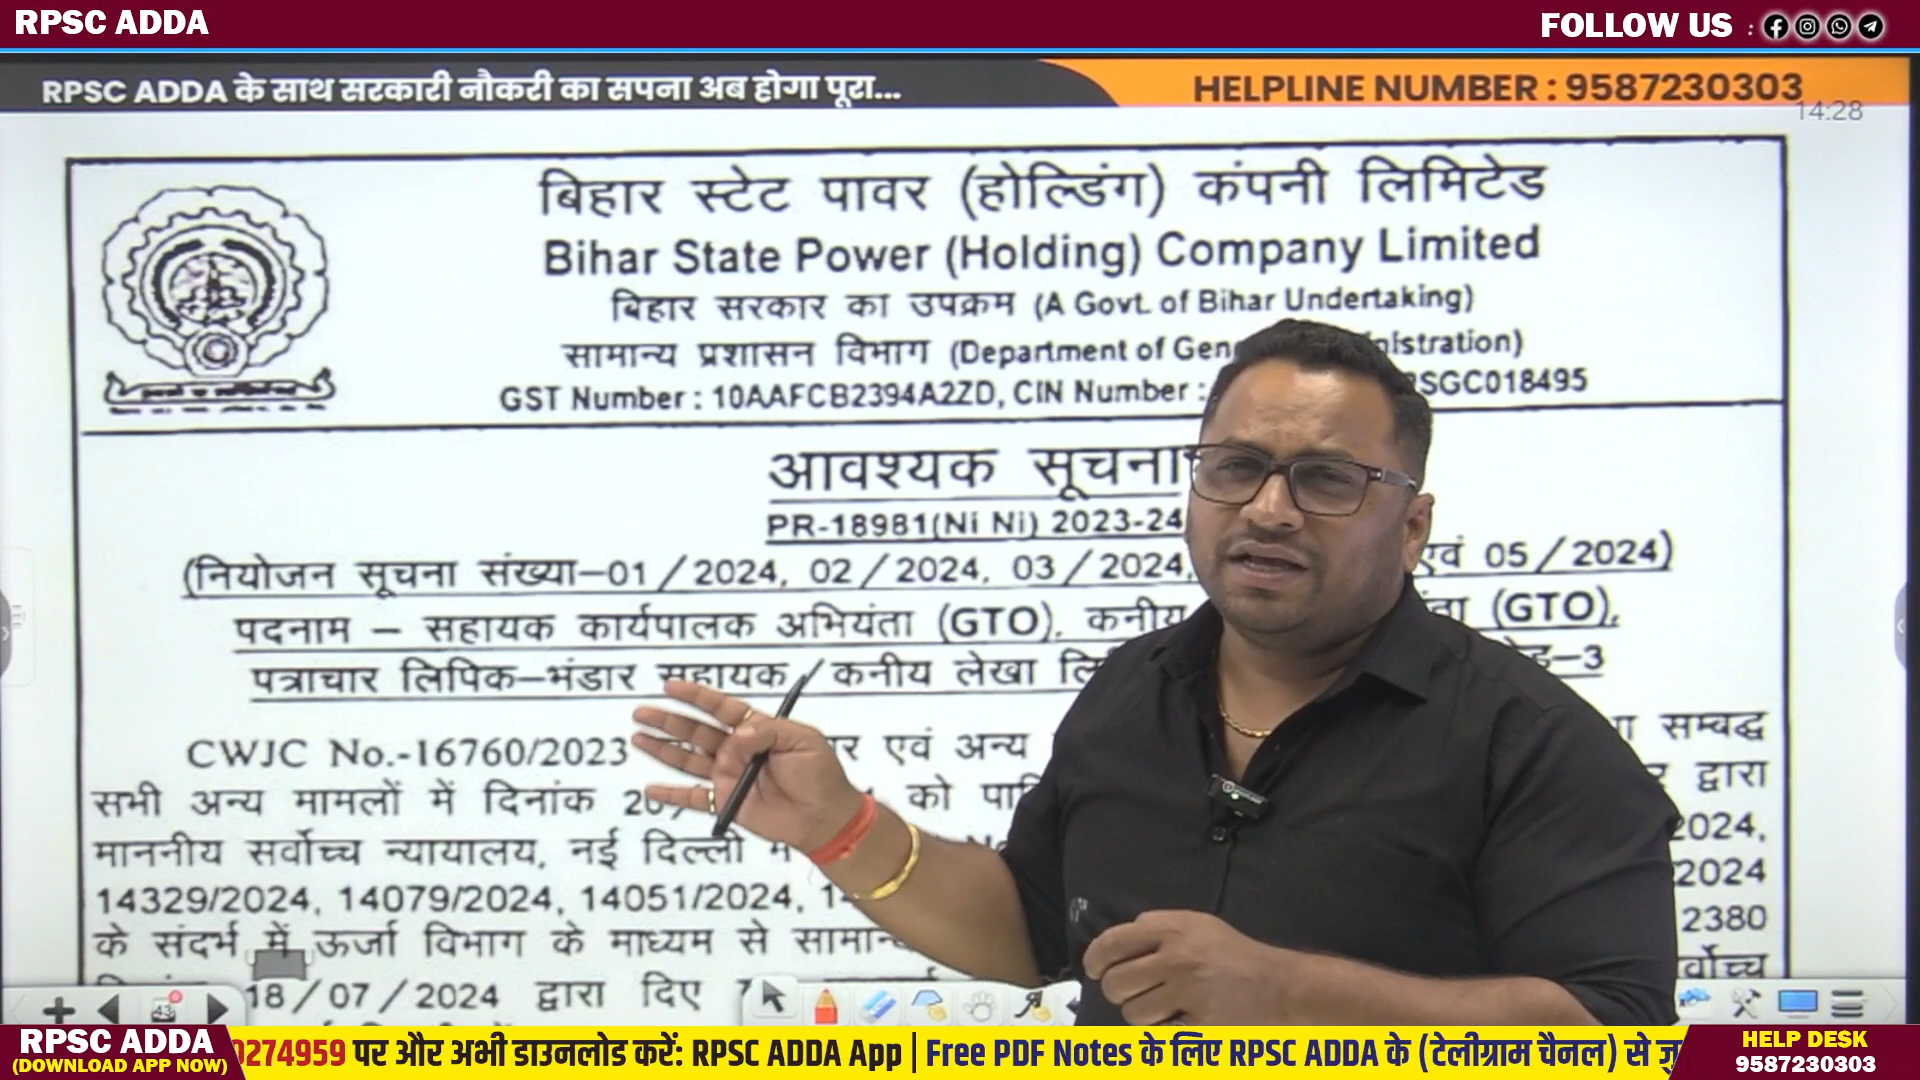 RPSC ADDA
FOLLOW US :
RPSC ADDA के साथ सरकारी नौकरी का सपना अब होगा पूरा...
HELPLINE NUMBER : 9587230303
14:28
बिहार स्टेट पावर (होल्डिंग) कंपनी लिमिटेड
Bihar State Power (Holding) Company Limited
बिहार सरकार का उपक्रम (A Govt. of Bihar Undertaking)
सामान्य प्रशासन विभाग (Department of Gen nistration)
GST Number : 10AAFCB2394A2ZD, CIN Number : SGC018495
आवश्यक सूचना
PR-18981(Ni Ni) 2023-24
(नियोजन सूचना संख्या–01/2024, 02/2024, 03/2024, एवं 05/2024)
पदनाम – सहायक कार्यपालक अभियंता (GTO), कनीय (GTO),
पत्राचार लिपिक–भंडार सहायक/कनीय लेखा –3
CWJC No.-16760/2023 एवं अन्य सम्बद्ध
सभी अन्य मामलों में दिनांक को द्वारा
माननीय सर्वोच्च न्यायालय, नई दिल्ली 2024,
14329/2024, 14079/2024, 14051/2024, 2024
के संदर्भ में ऊर्जा विभाग के माध्यम से 2380
18/07/2024 द्वारा दिए
43
RPSC ADDA
(DOWNLOAD APP NOW)
0274959 पर और अभी डाउनलोड करें: RPSC ADDA App | Free PDF Notes के लिए RPSC ADDA के (टेलीग्राम चैनल) से
HELP DESK
9587230303